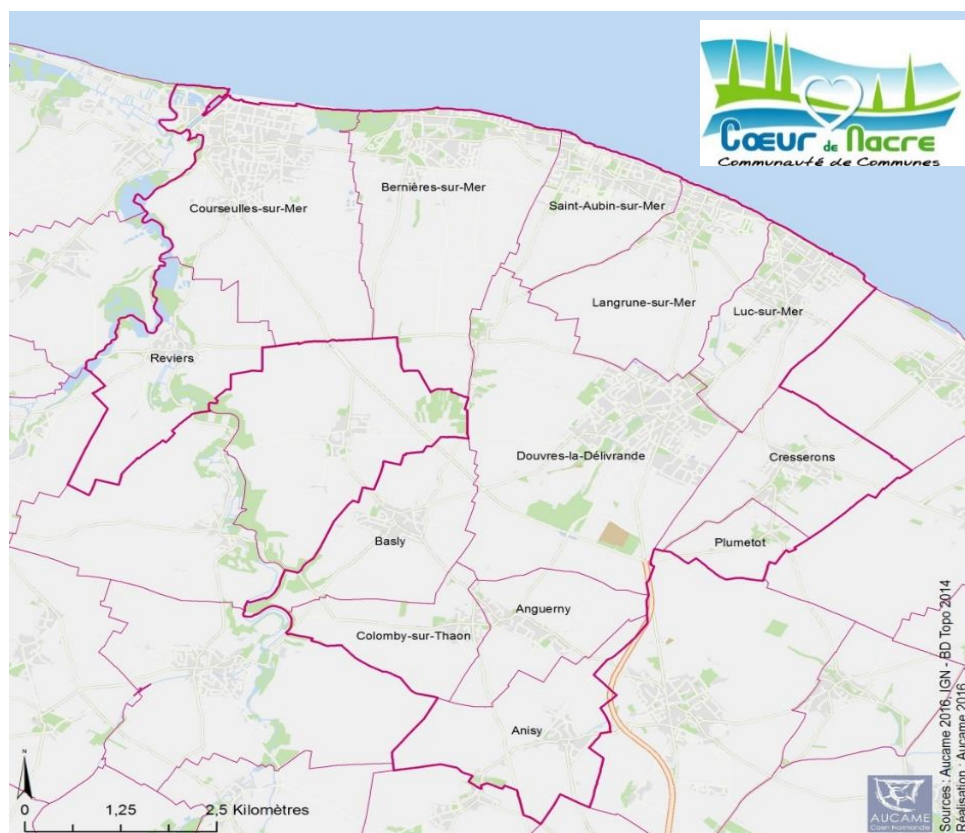 Cœur de Nacre
Communauté de Communes
Bernières-sur-Mer
Courseulles-sur-Mer
Saint-Aubin-sur-Mer
Langrune-sur-Mer
Luc-sur-Mer
Reviers
Douvres-la-Délivrande
Cresserons
Basly
Plumetot
Anguerny
Colomby-sur-Thaon
Anisy
N
0 1,25 2,5 Kilomètres
AUCAME
Caen Normandie
Sources : Aucame 2016, IGN - BD Topo 2014
Réalisation : Aucame 2016